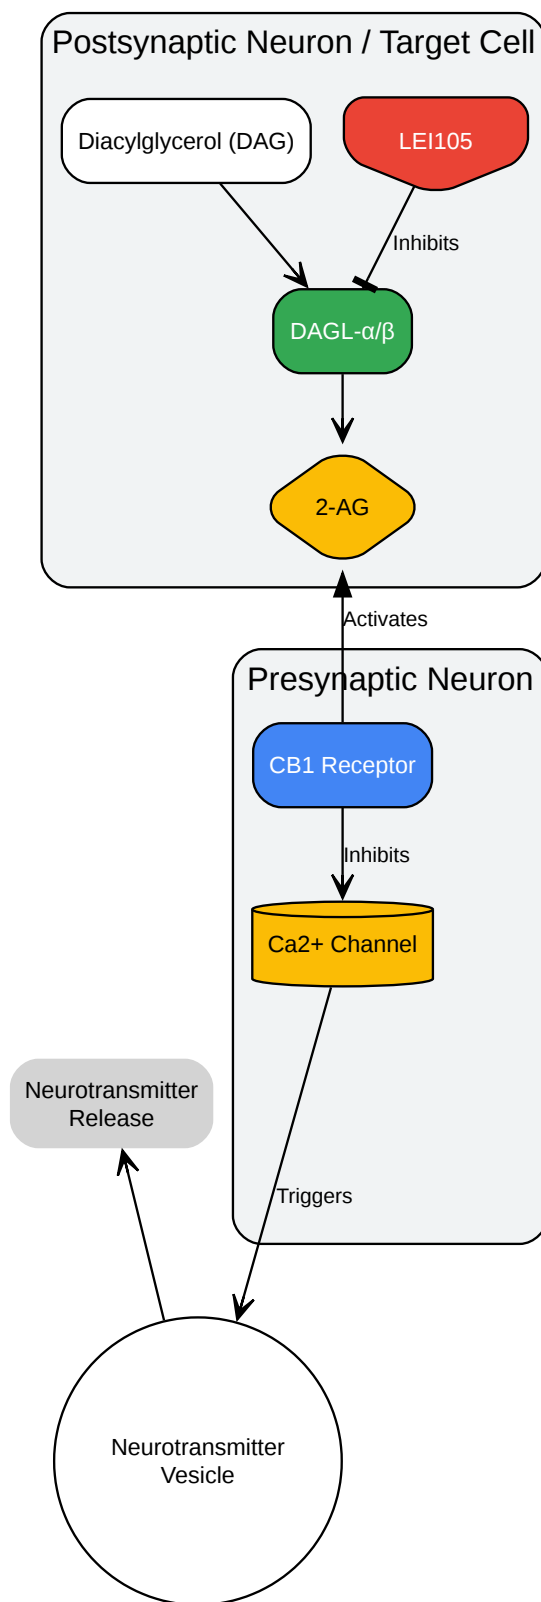 Postsynaptic Neuron / Target Cell
Diacylglycerol (DAG)
LEI105
Inhibits
DAGL-α/β
2-AG
Activates
Presynaptic Neuron
CB1 Receptor
Inhibits
Ca2+ Channel
Neurotransmitter
Release
Triggers
Neurotransmitter
Vesicle